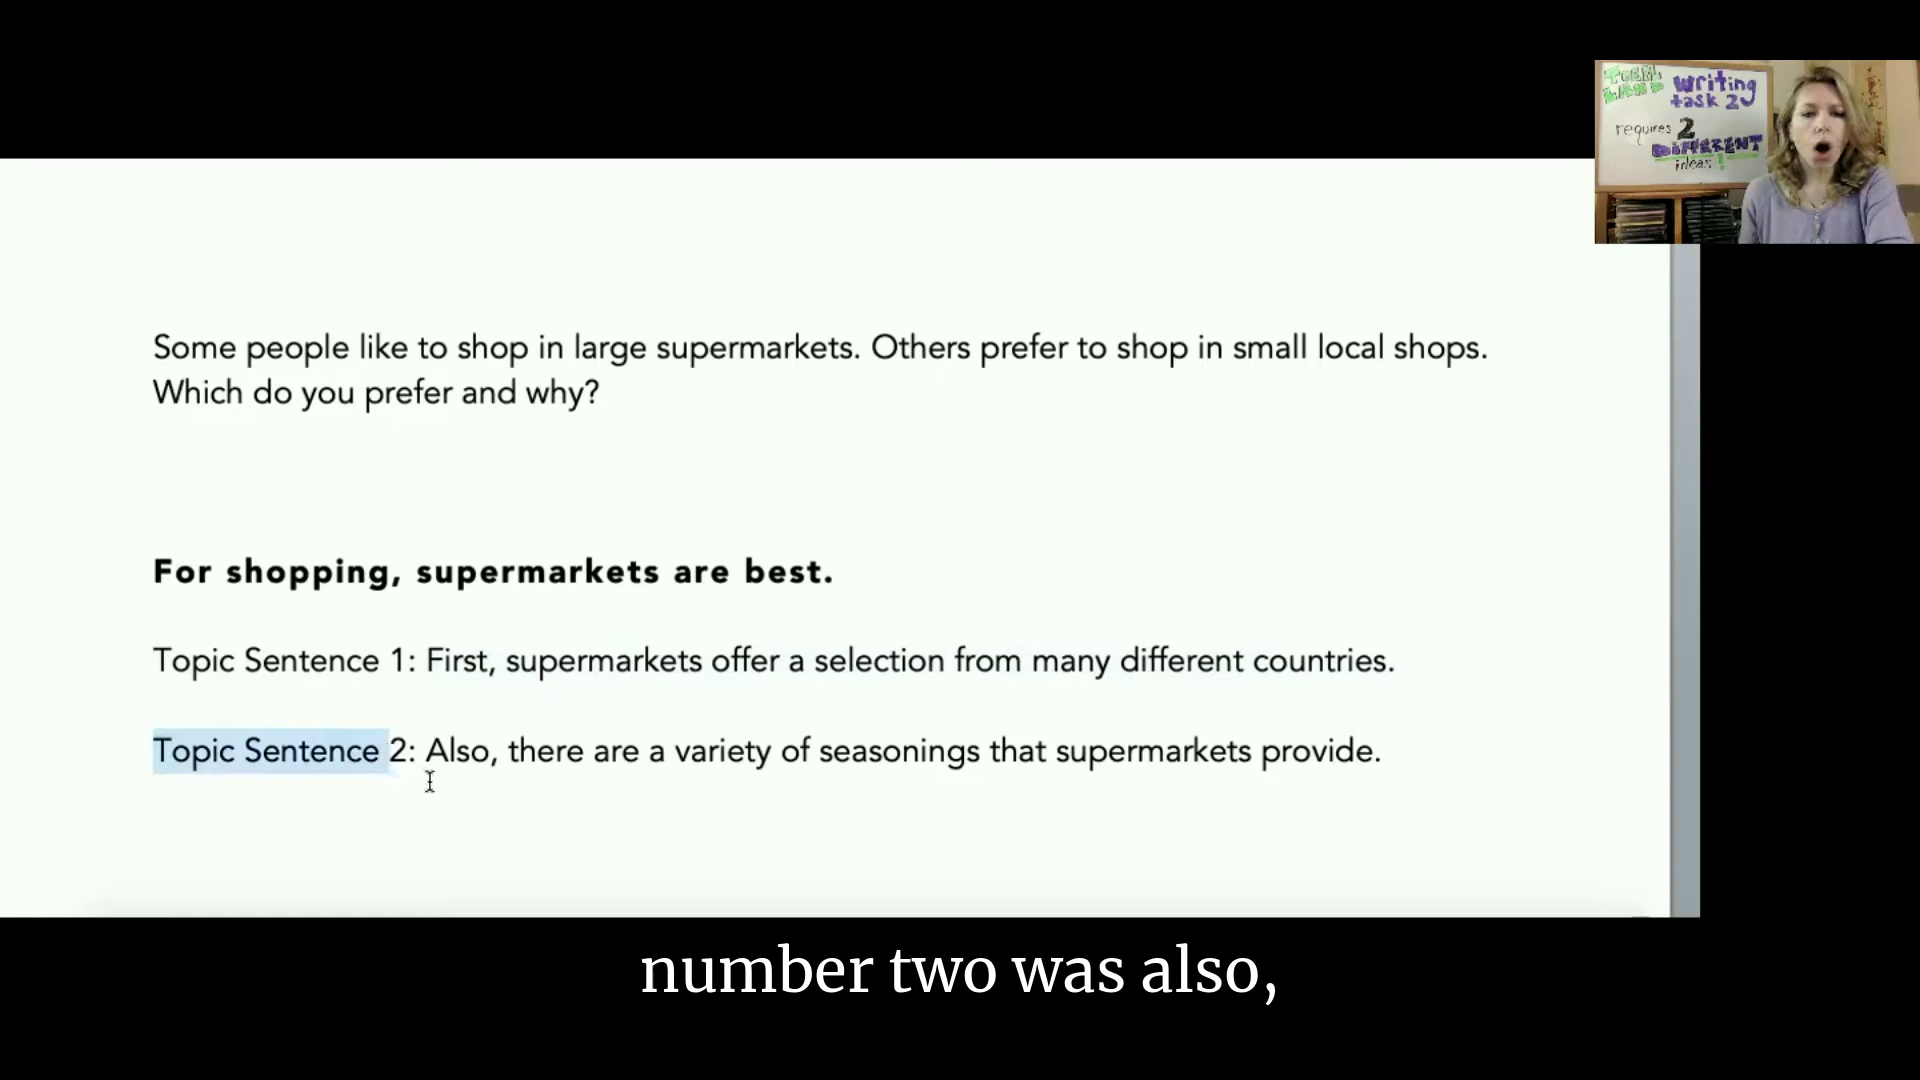 TOEFL
LAND
writing
task 2
requires 2
DIFFERENT
ideas!
Some people like to shop in large supermarkets. Others prefer to shop in small local shops.
Which do you prefer and why?
For shopping, supermarkets are best.
Topic Sentence 1: First, supermarkets offer a selection from many different countries.
Topic Sentence 2: Also, there are a variety of seasonings that supermarkets provide.
number two was also,